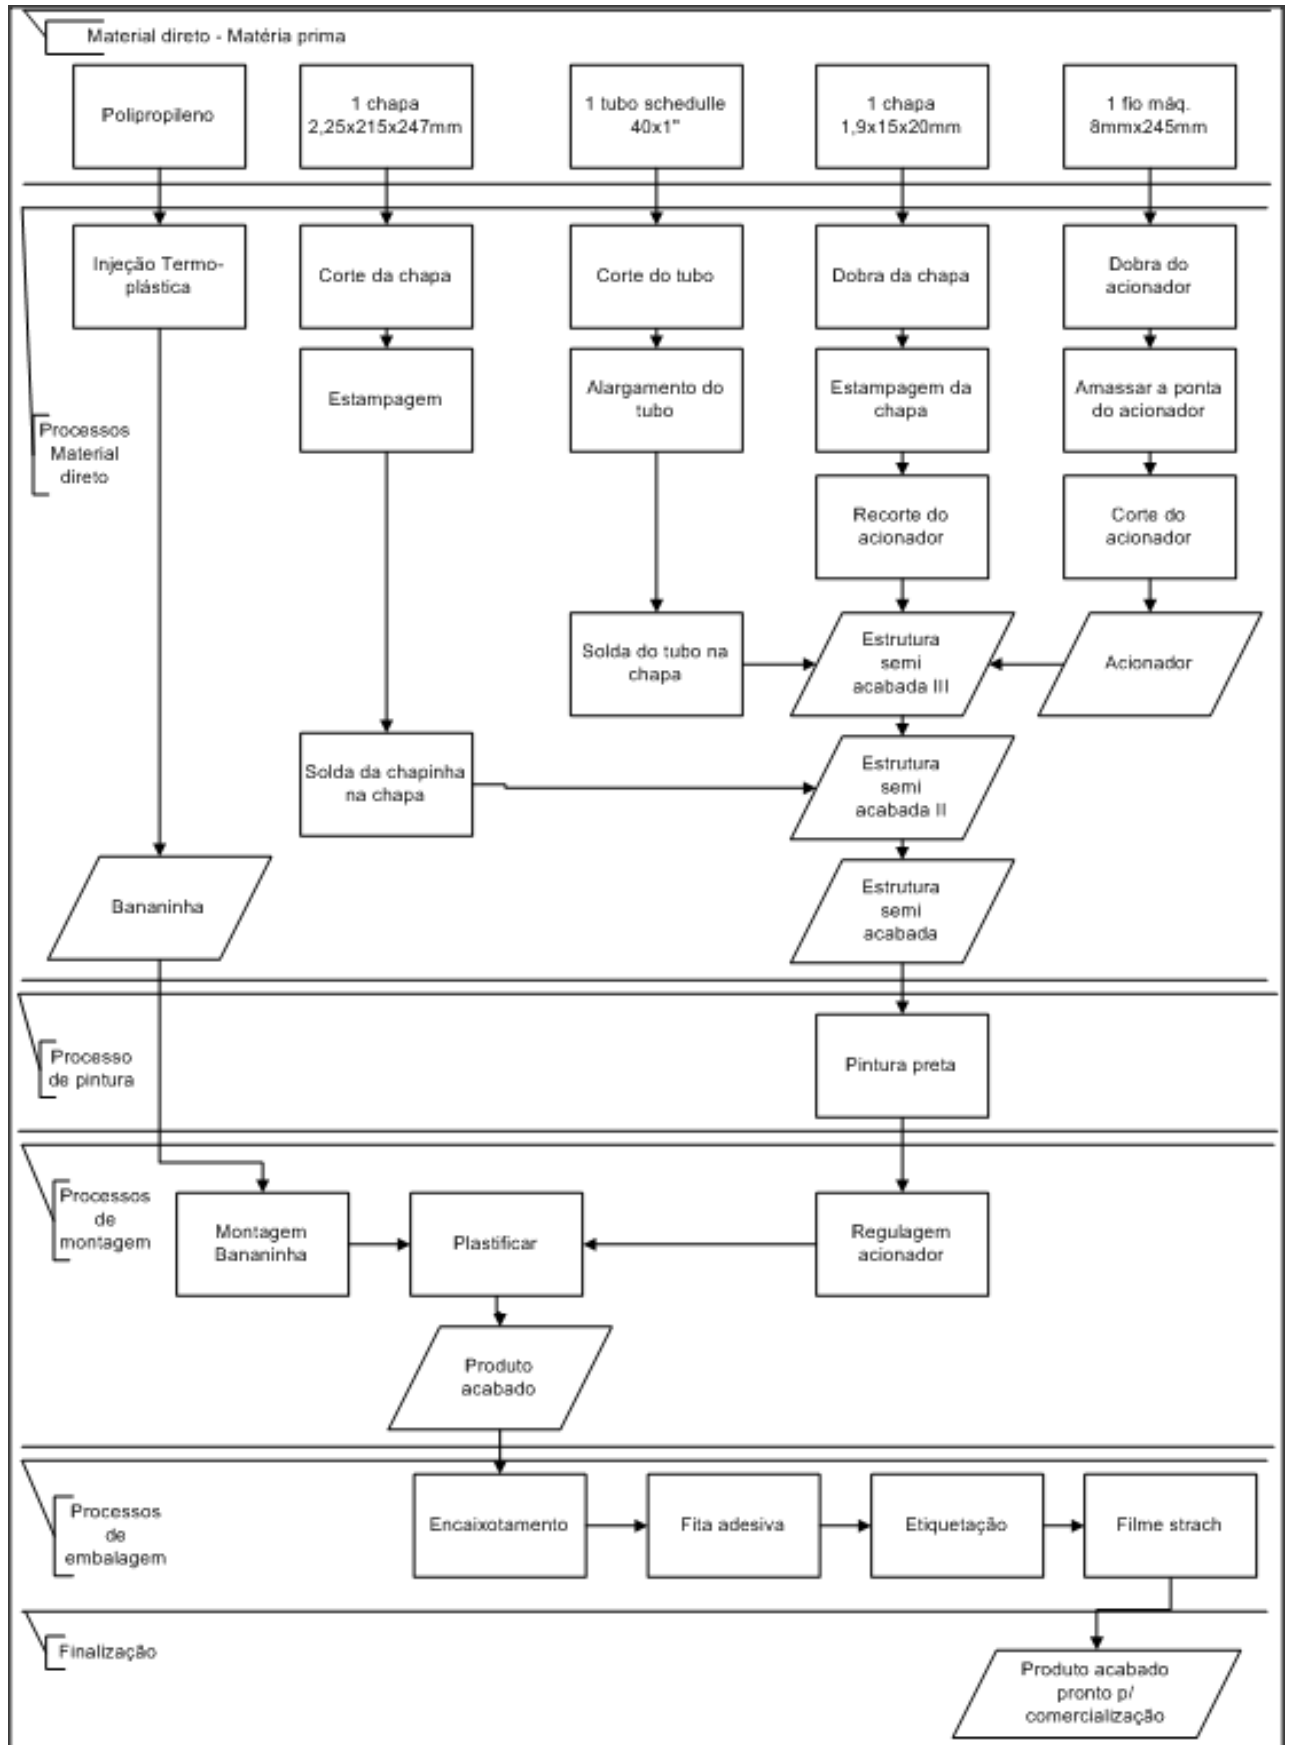 Material direto - Matéria prima
Polipropileno
1 chapa
2,25x215x247mm
1 tubo schedulle
40x1"
1 chapa
1,9x15x20mm
1 fio máq.
8mmx245mm
Injeção Termo-
plástica
Corte da chapa
Corte do tubo
Dobra da chapa
Dobra do
acionador
Estampagem
Alargamento do
tubo
Estampagem da
chapa
Amassar a ponta
do acionador
Processos
Material
direto
Recorte do
acionador
Corte do
acionador
Solda do tubo na
chapa
Estrutura
semi
acabada III
Acionador
Solda da chapinha
na chapa
Estrutura
semi
acabada II
Bananinha
Estrutura
semi
acabada
Processo
de pintura
Pintura preta
Processos
de
montagem
Montagem
Bananinha
Plastificar
Regulagem
acionador
Produto
acabado
Processos
de
embalagem
Encaixotamento
Fita adesiva
Etiquetação
Filme strach
Finalização
Produto acabado
pronto p/
comercialização